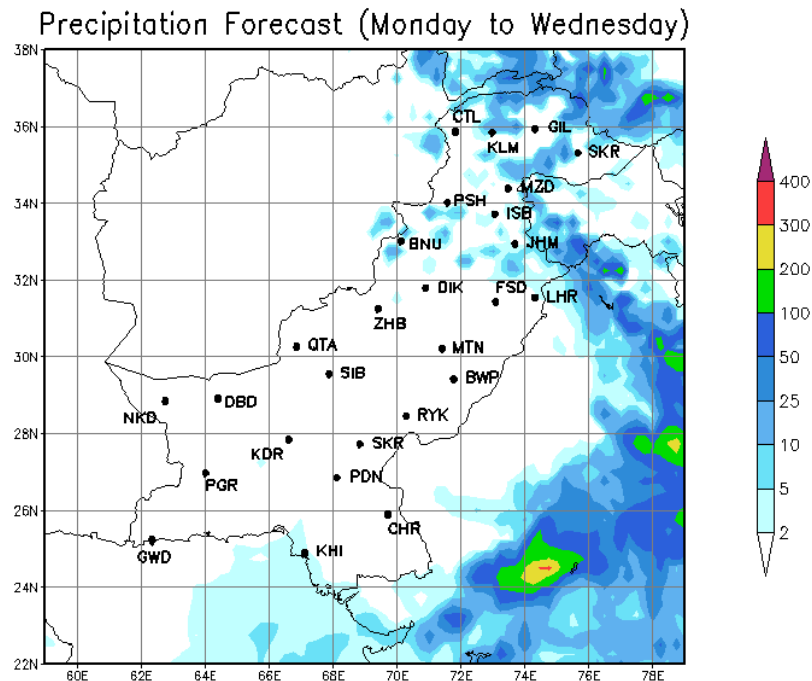 Precipitation Forecast (Monday to Wednesday)
38N
36N
34N
32N
30N
28N
26N
24N
22N
60E 62E 64E 66E 68E 70E 72E 74E 76E 78E
CTL
KLM
GIL
SKR
MZD
PSH
ISB
BNU
JHM
DIK
FSD
LHR
ZHB
QTA
MTN
SIB
BWP
NKD
DBD
RYK
KDR
SKR
PGR
PDN
CHR
GWD
KHI
400
300
200
100
50
25
10
5
2